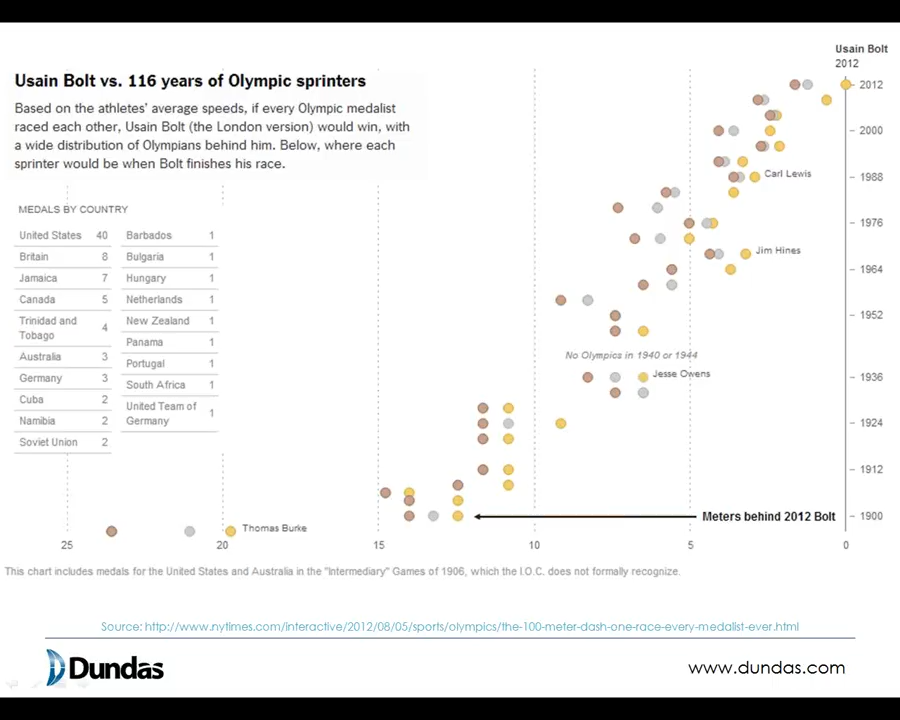 Usain Bolt
2012
Usain Bolt vs. 116 years of Olympic sprinters
Based on the athletes' average speeds, if every Olympic medalist
raced each other, Usain Bolt (the London version) would win, with
a wide distribution of Olympians behind him. Below, where each
sprinter would be when Bolt finishes his race.
MEDALS BY COUNTRY
United States 40
Britain 8
Jamaica 7
Canada 5
Trinidad and
Tobago 4
Australia 3
Germany 3
Cuba 2
Namibia 2
Soviet Union 2
Barbados 1
Bulgaria 1
Hungary 1
Netherlands 1
New Zealand 1
Panama 1
Portugal 1
South Africa 1
United Team of
Germany 1
2012
2000
Carl Lewis
1988
1976
Jim Hines
1964
1952
No Olympics in 1940 or 1944
Jesse Owens
1936
1924
1912
Meters behind 2012 Bolt
1900
Thomas Burke
25 20 15 10 5 0
This chart includes medals for the United States and Australia in the "Intermediary" Games of 1906, which the I.O.C. does not formally recognize.
Source: http://www.nytimes.com/interactive/2012/08/05/sports/olympics/the-100-meter-dash-one-race-every-medalist-ever.html
Dundas
www.dundas.com